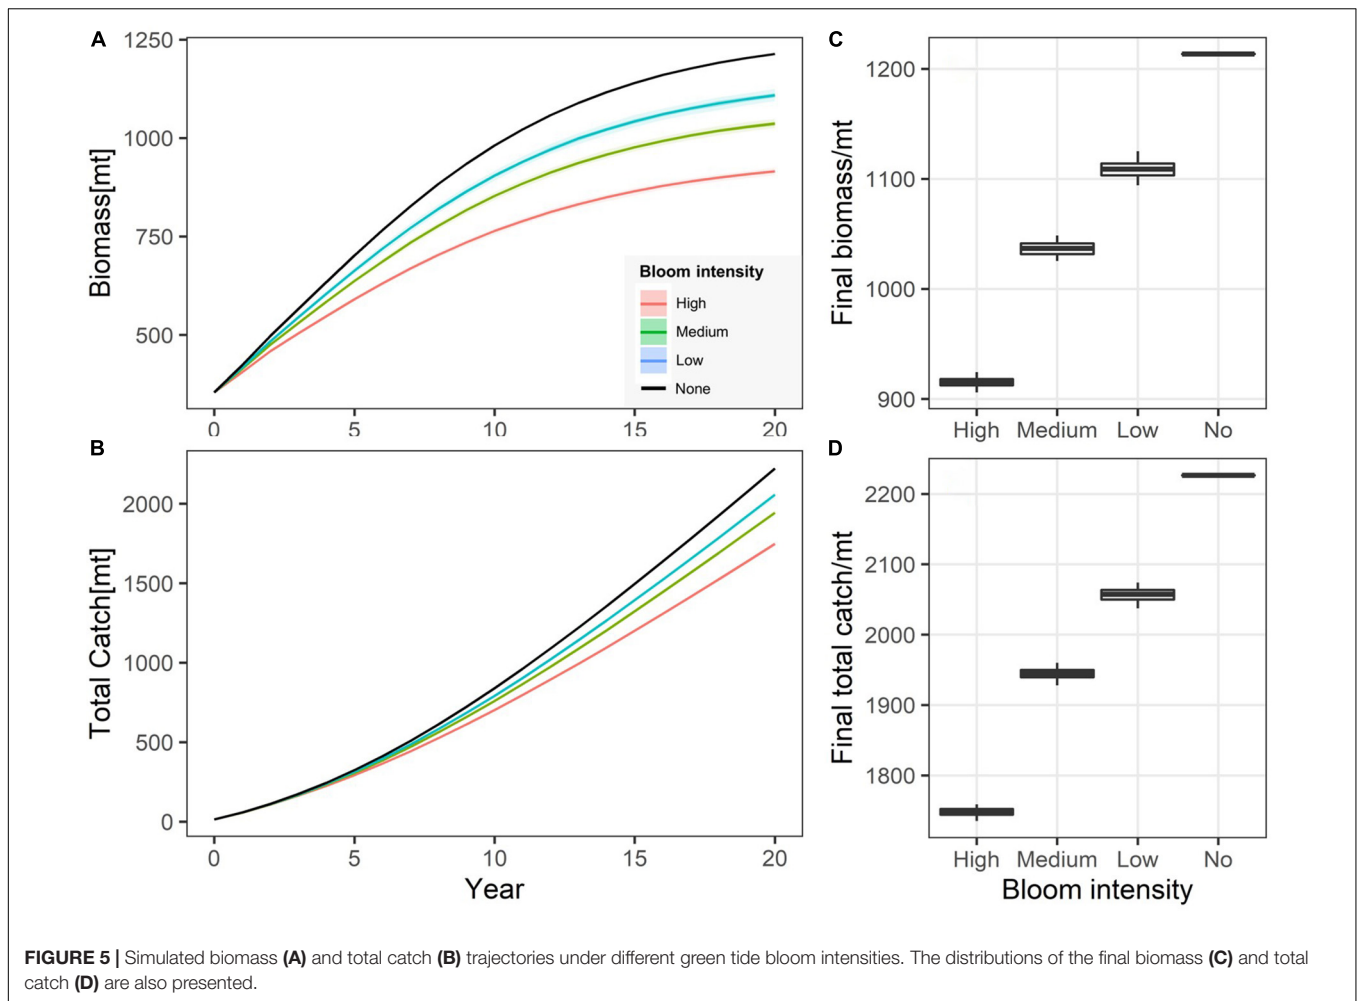 A
1250
1000
750
500
Biomass[mt]
Bloom intensity
High
Medium
Low
None
0 5 10 15 20
C
1200
1100
1000
900
Final biomass/mt
High Medium Low No
B
2000
1500
1000
500
0
Total Catch[mt]
0 5 10 15 20
Year
D
2200
2100
2000
1900
1800
Final total catch/mt
High Medium Low No
Bloom intensity
FIGURE 5 | Simulated biomass (A) and total catch (B) trajectories under different green tide bloom intensities. The distributions of the final biomass (C) and total
catch (D) are also presented.